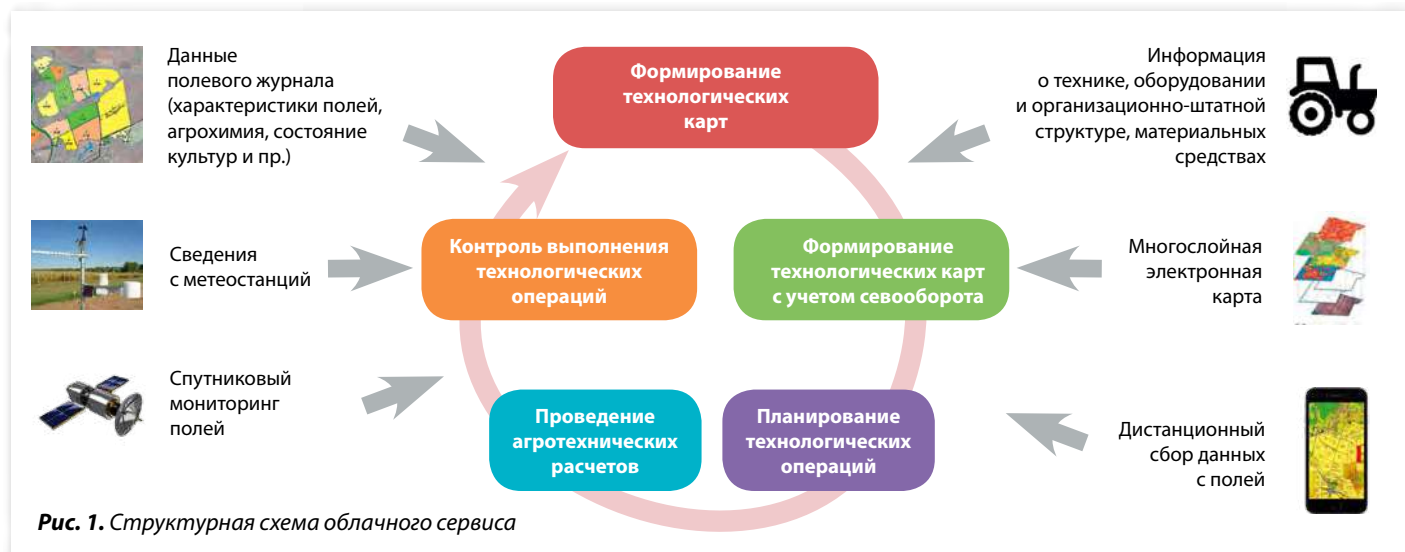 Данные
полевого журнала
(характеристики полей,
агрохимия, состояние
культур и пр.)
Формирование
технологических
карт
Информация
о технике, оборудовании
и организационно-штатной
структуре, материальных
средствах
Сведения
с метеостанций
Контроль выполнения
технологических
операций
Формирование
технологических карт
с учетом севооборота
Многослойная
электронная
карта
Спутниковый
мониторинг
полей
Проведение
агротехнических
расчетов
Планирование
технологических
операций
Дистанционный
сбор данных
с полей
Рис. 1. Структурная схема облачного сервиса